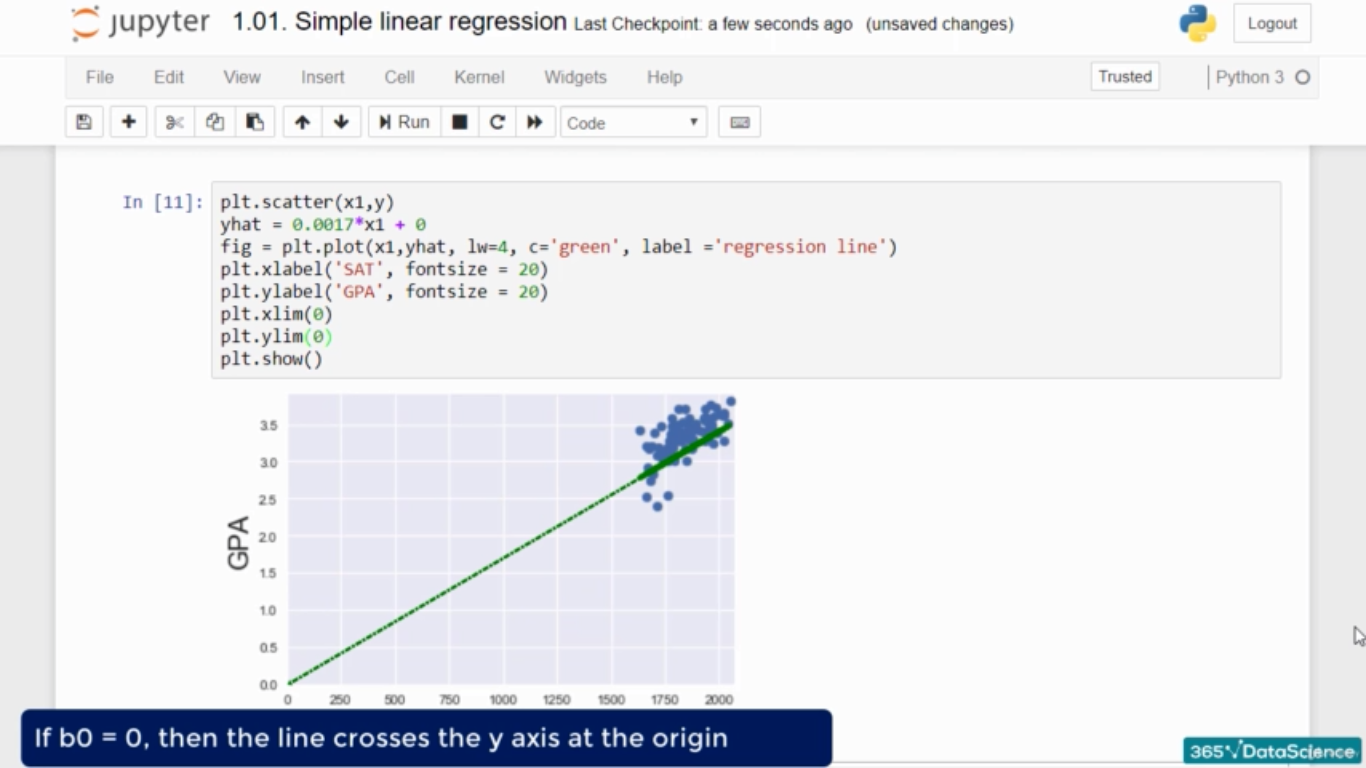 jupyter 1.01. Simple linear regression Last Checkpoint: a few seconds ago (unsaved changes) Logout
File Edit View Insert Cell Kernel Widgets Help Trusted Python 3
Run Code
In [11]: plt.scatter(x1,y)
yhat = 0.0017*x1 + 0
fig = plt.plot(x1,yhat, lw=4, c='green', label ='regression line')
plt.xlabel('SAT', fontsize = 20)
plt.ylabel('GPA', fontsize = 20)
plt.xlim(0)
plt.ylim(0)
plt.show()
3.5
3.0
2.5
2.0
1.5
1.0
0.5
0.0
GPA
0 250 500 750 1000 1250 1500 1750 2000
If b0 = 0, then the line crosses the y axis at the origin
365 DataScience